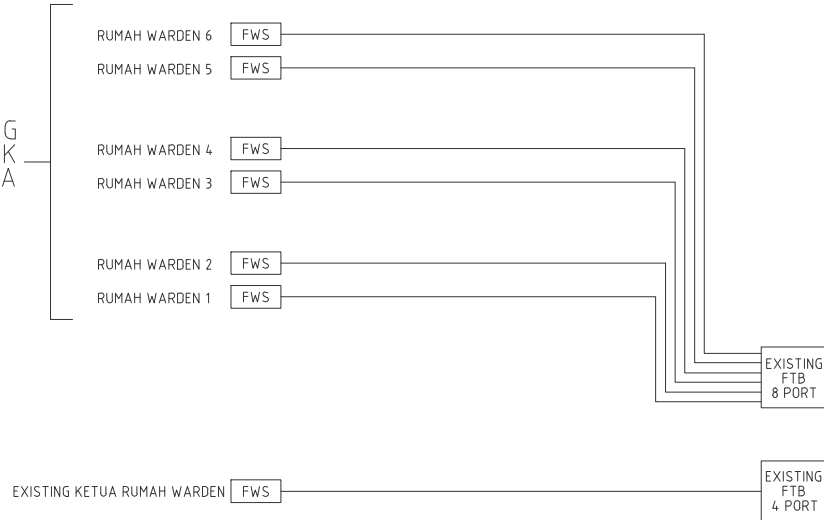 RUMAH WARDEN 6 FWS
RUMAH WARDEN 5 FWS
G
K
A
RUMAH WARDEN 4 FWS
RUMAH WARDEN 3 FWS
RUMAH WARDEN 2 FWS
RUMAH WARDEN 1 FWS
EXISTING
FTB
8 PORT
EXISTING KETUA RUMAH WARDEN FWS
EXISTING
FTB
4 PORT